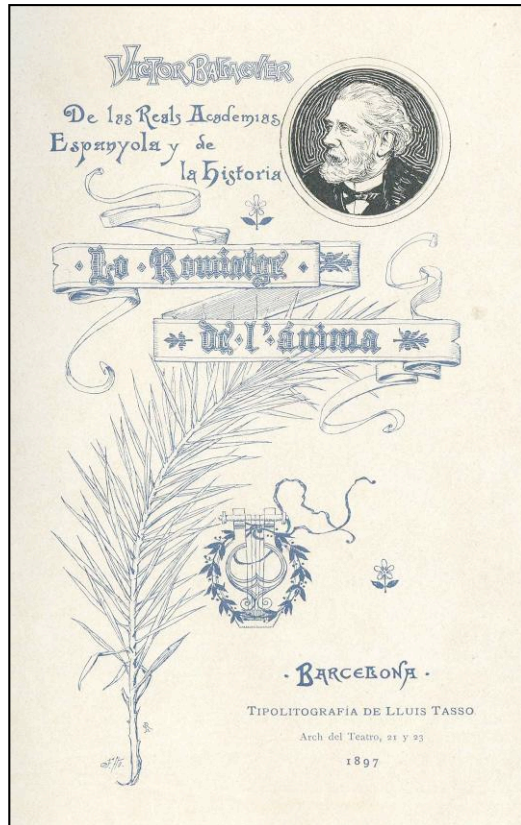 VICTOR BALAGUER
De las Reals Academias
Espanyola y de
la Historia
Lo Romiatge
de l'ánima
BARCELONA
TIPOLITOGRAFÍA DE LLUIS TASSO
Arch del Teatro, 21 y 23
1897